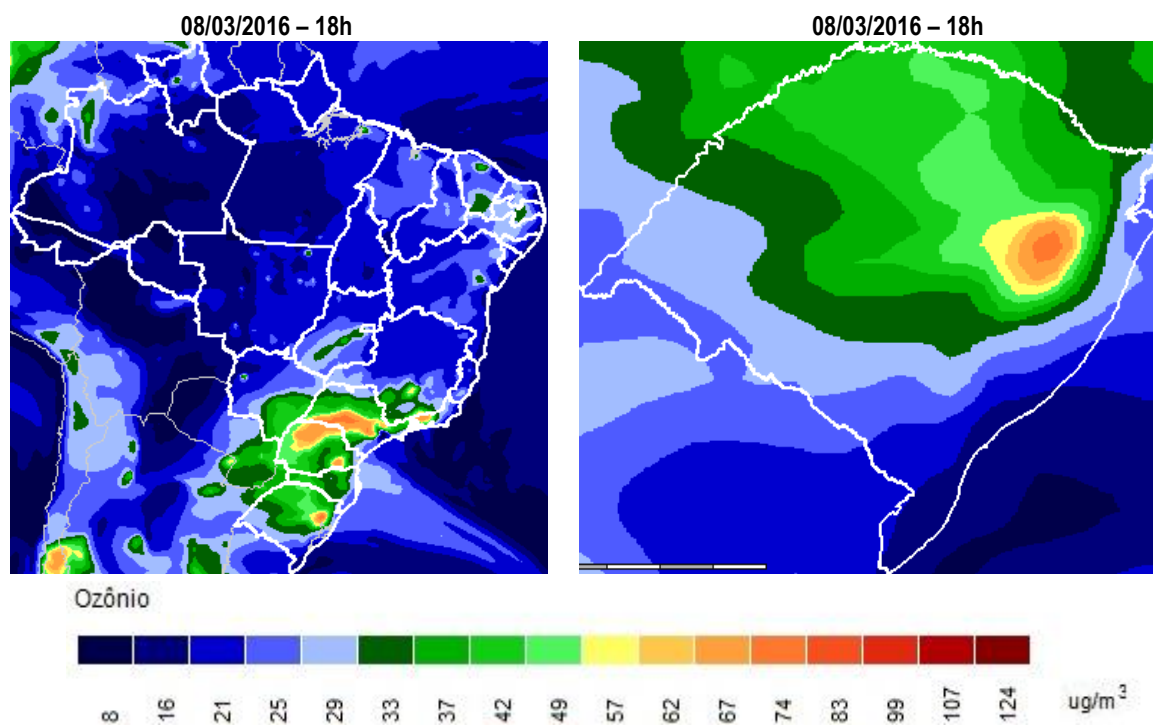 08/03/2016 – 18h
08/03/2016 – 18h
Ozônio
8 16 21 25 29 33 37 42 49 57 62 67 74 83 99 107 124 ug/m³